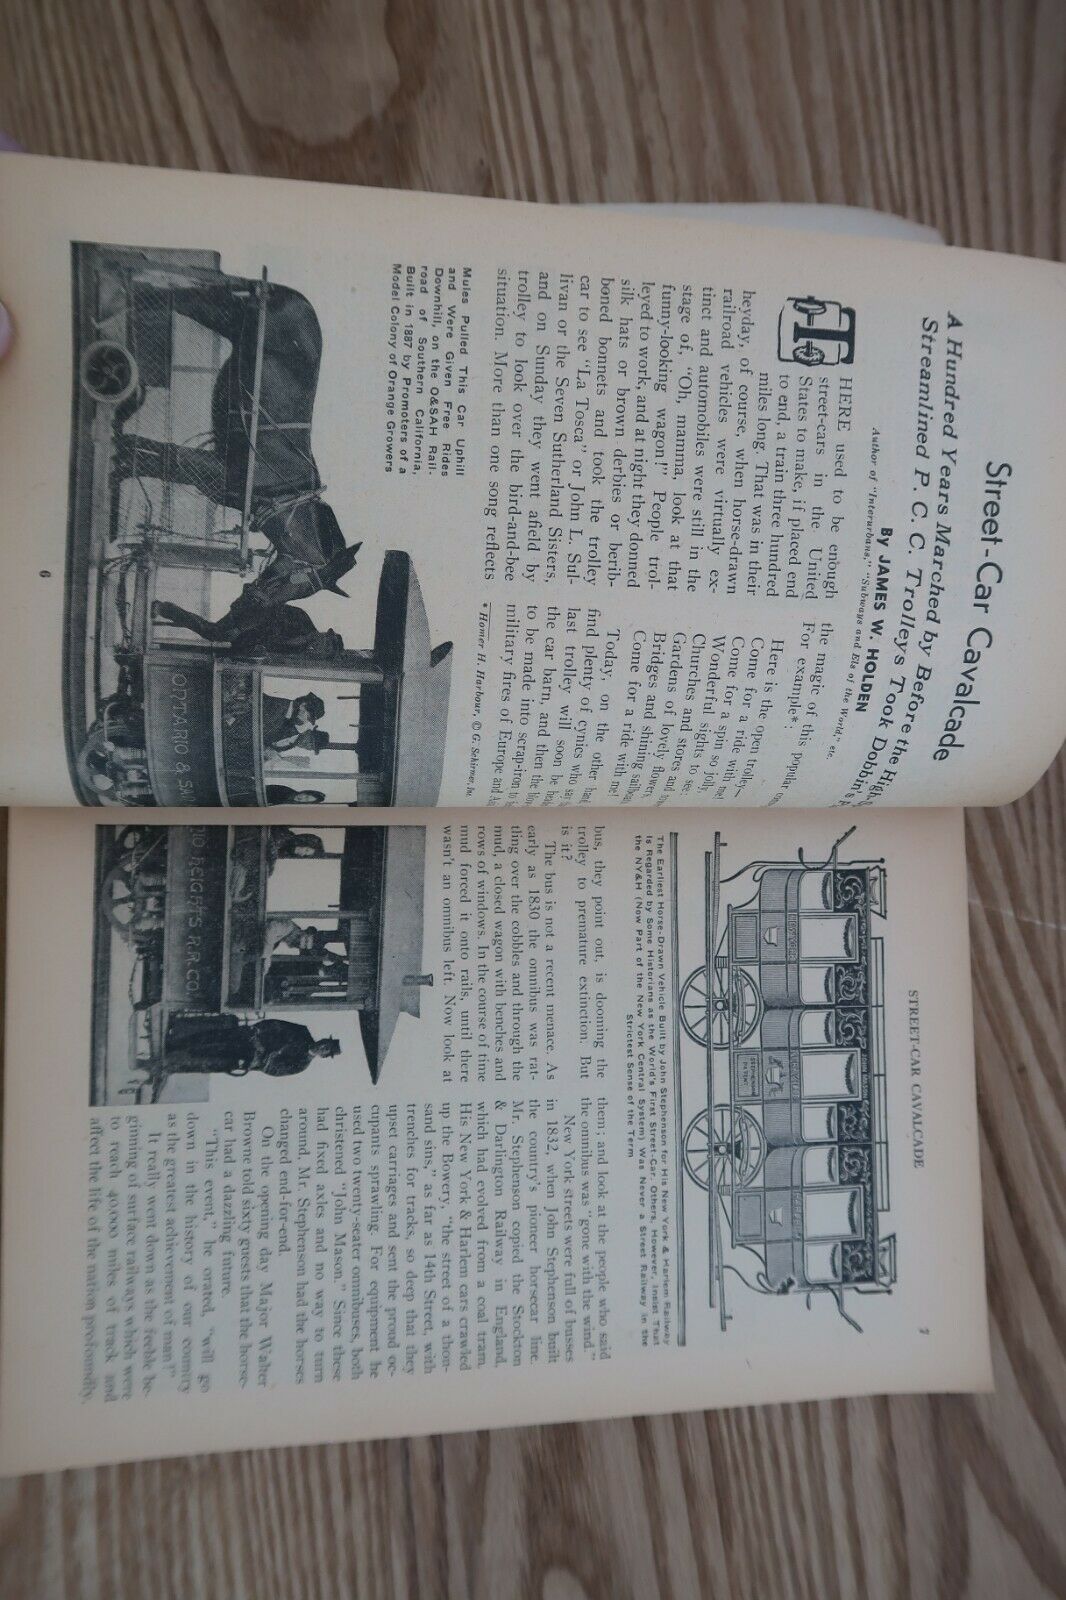 Street-Car Cavalcade
A Hundred Years Marched by Before the High,
Streamlined P. C. C. Trolleys Took Dobbin's
By JAMES W. HOLDEN
Author of "Interurbans," "Subways and Els of the World," etc.
THERE used to be enough
street-cars in the United
States to make, if placed end
to end, a train three hundred
miles long. That was in their
heyday, of course, when horse-drawn
railroad vehicles were virtually ex-
tinct and automobiles were still in the
stage of, "Oh, mamma, look at that
funny-looking wagon!" People trol-
leyed to work, and at night they donned
silk hats or brown derbies or berib-
boned bonnets and took the trolley
car to see "La Tosca" or John L. Sul-
livan or the Seven Sutherland Sisters,
and on Sunday they went afield by
trolley to look over the bird-and-bee
situation. More than one song reflects
the magic of this popular
For example*:
Here is the open trolley—
Come for a ride with me!
Come for a spin so jolly,
Wonderful sights to see:
Churches and stores and
Gardens of lovely flowers,
Bridges and shining
Come for a ride with me!
Today, on the other hand
find plenty of cynics who say
last trolley will soon be
the car barn, and then the
to be made into scrap-iron to
military fires of Europe and
* Homer H. Harbour, © G. Schirmer, Inc.
Mules Pulled This Car Uphill
and Were Given Free Rides
Downhill, on the O&SAH Rail-
road of Southern California,
Built in 1887 by Promoters of a
Model Colony of Orange Growers
ONTARIO & SAN
6
STREET-CAR CAVALCADE
7
JOHN MASON
STEPHENSON
PATENT
The Earliest Horse-Drawn Vehicle Built by John Stephenson for His New York & Harlem Railway
Is Regarded by Some Historians as the World's First Street-Car. Others, However, Insist That
the NY&H (Now Part of the New York Central System) Was Never a Street Railway in the
Strictest Sense of the Term
bus, they point out, is dooming the
trolley to premature extinction. But
is it?
The bus is not a recent menace. As
early as 1830 the omnibus was rat-
tling over the cobbles and through the
mud, a closed wagon with benches and
rows of windows. In the course of time
mud forced it onto rails, until there
wasn't an omnibus left. Now look at
them; and look at the people who said
the omnibus was "gone with the wind."
New York streets were full of busses
in 1832, when John Stephenson built
the country's pioneer horsecar line.
Mr. Stephenson copied the Stockton
& Darlington Railway in England,
which had evolved from a coal tram.
His New York & Harlem cars crawled
up the Bowery, "the street of a thou-
sand sins," as far as 14th Street, with
trenches for tracks, so deep that they
upset carriages and sent the proud oc-
cupants sprawling. For equipment he
used two twenty-seater omnibuses, both
christened "John Mason." Since these
had fixed axles and no way to turn
around, Mr. Stephenson had the horses
changed end-for-end.
On the opening day Major Walter
Browne told sixty guests that the horse-
car had a dazzling future.
"This event," he orated, "will go
down in the history of our country
as the greatest achievement of man!"
It really went down as the feeble be-
ginning of surface railways which were
to reach 40,000 miles of track and
affect the life of the nation profoundly.
NIO HEIGHTS R.R.CO.